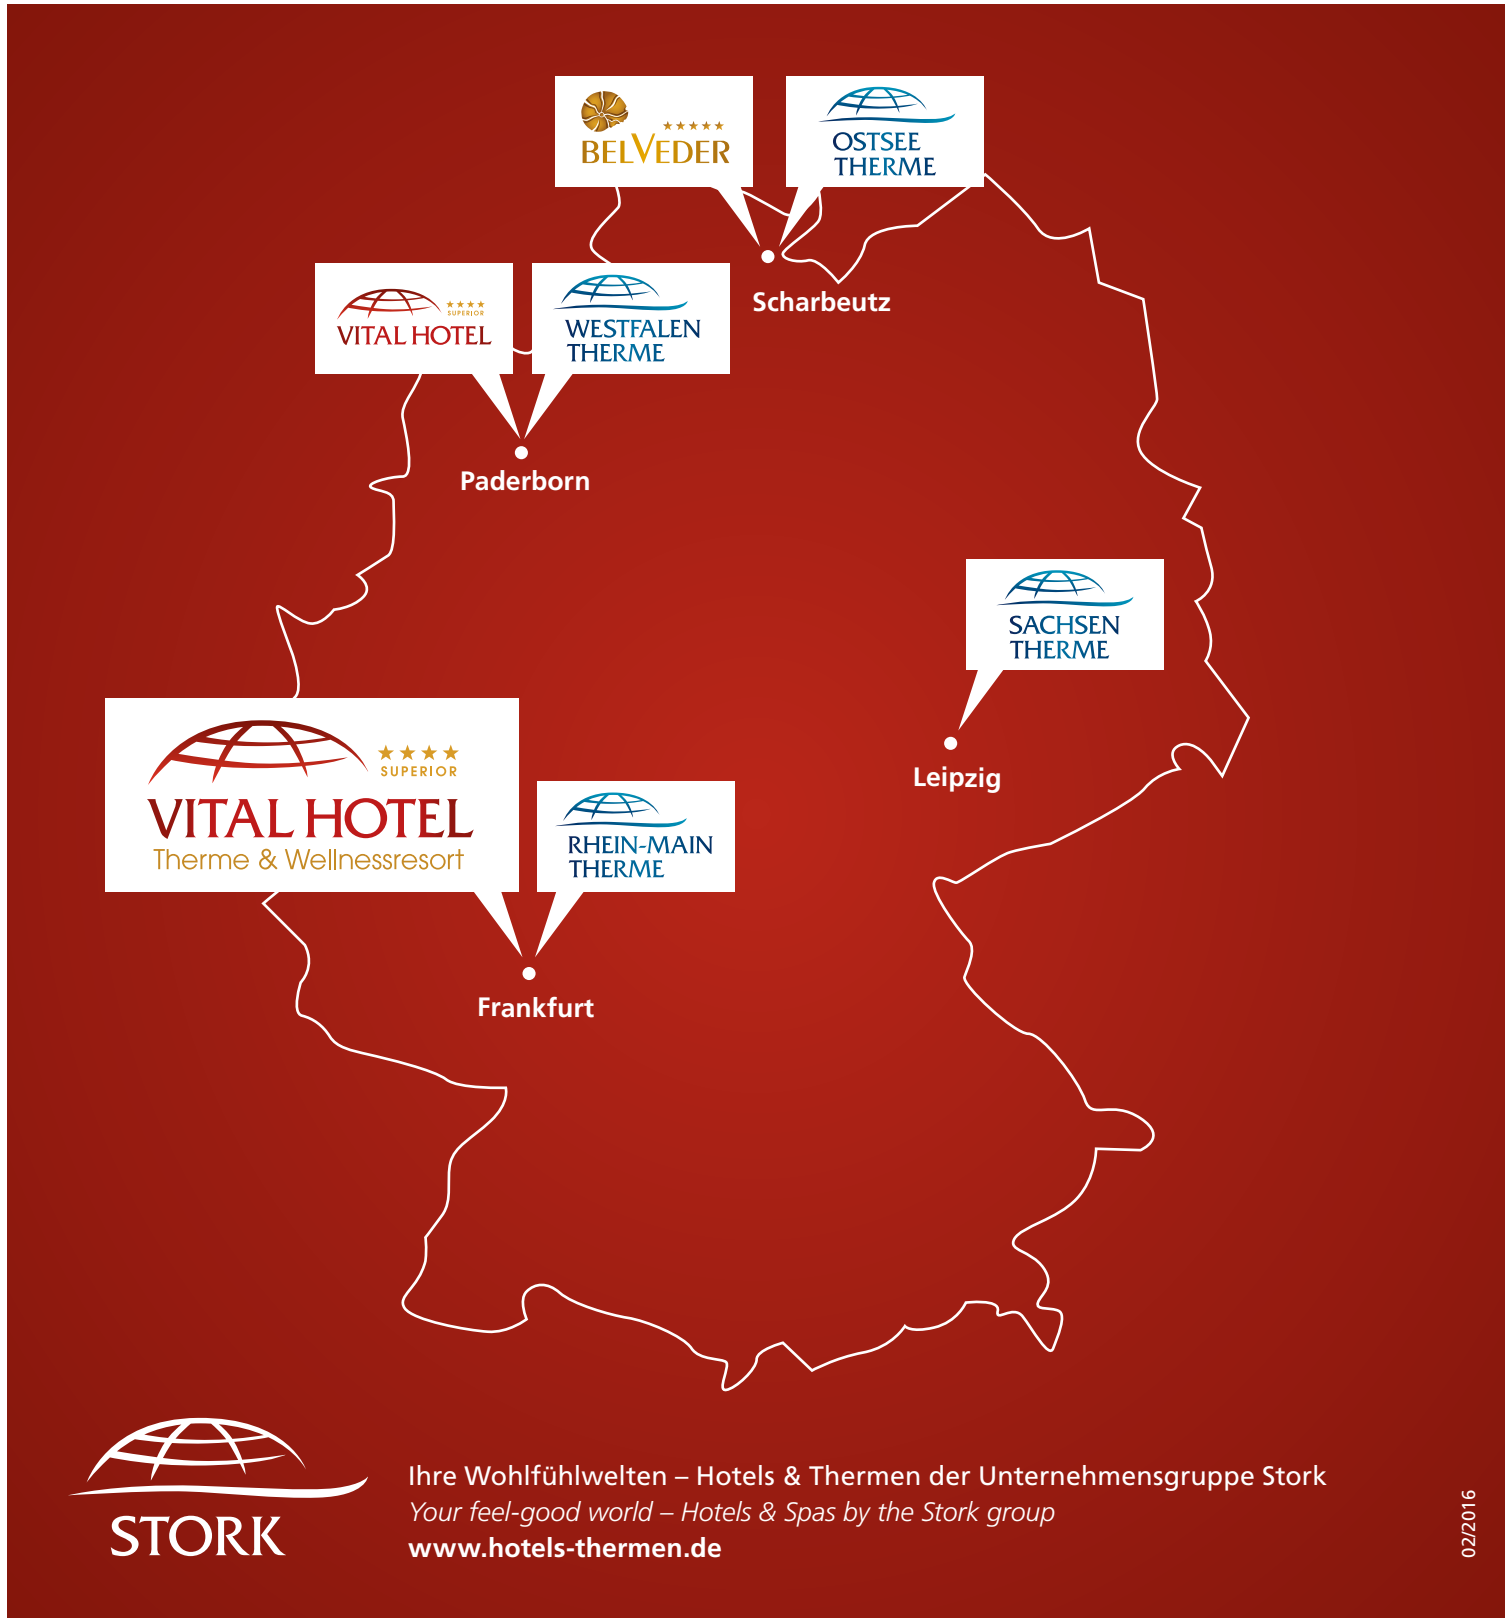 BELVEDER
OSTSEE
THERME
Scharbeutz
SUPERIOR
VITAL HOTEL
WESTFALEN
THERME
Paderborn
SACHSEN
THERME
Leipzig
SUPERIOR
VITAL HOTEL
Therme & Wellnessresort
RHEIN-MAIN
THERME
Frankfurt
STORK
Ihre Wohlfühlwelten – Hotels & Thermen der Unternehmensgruppe Stork
Your feel-good world – Hotels & Spas by the Stork group
www.hotels-thermen.de
02/2016